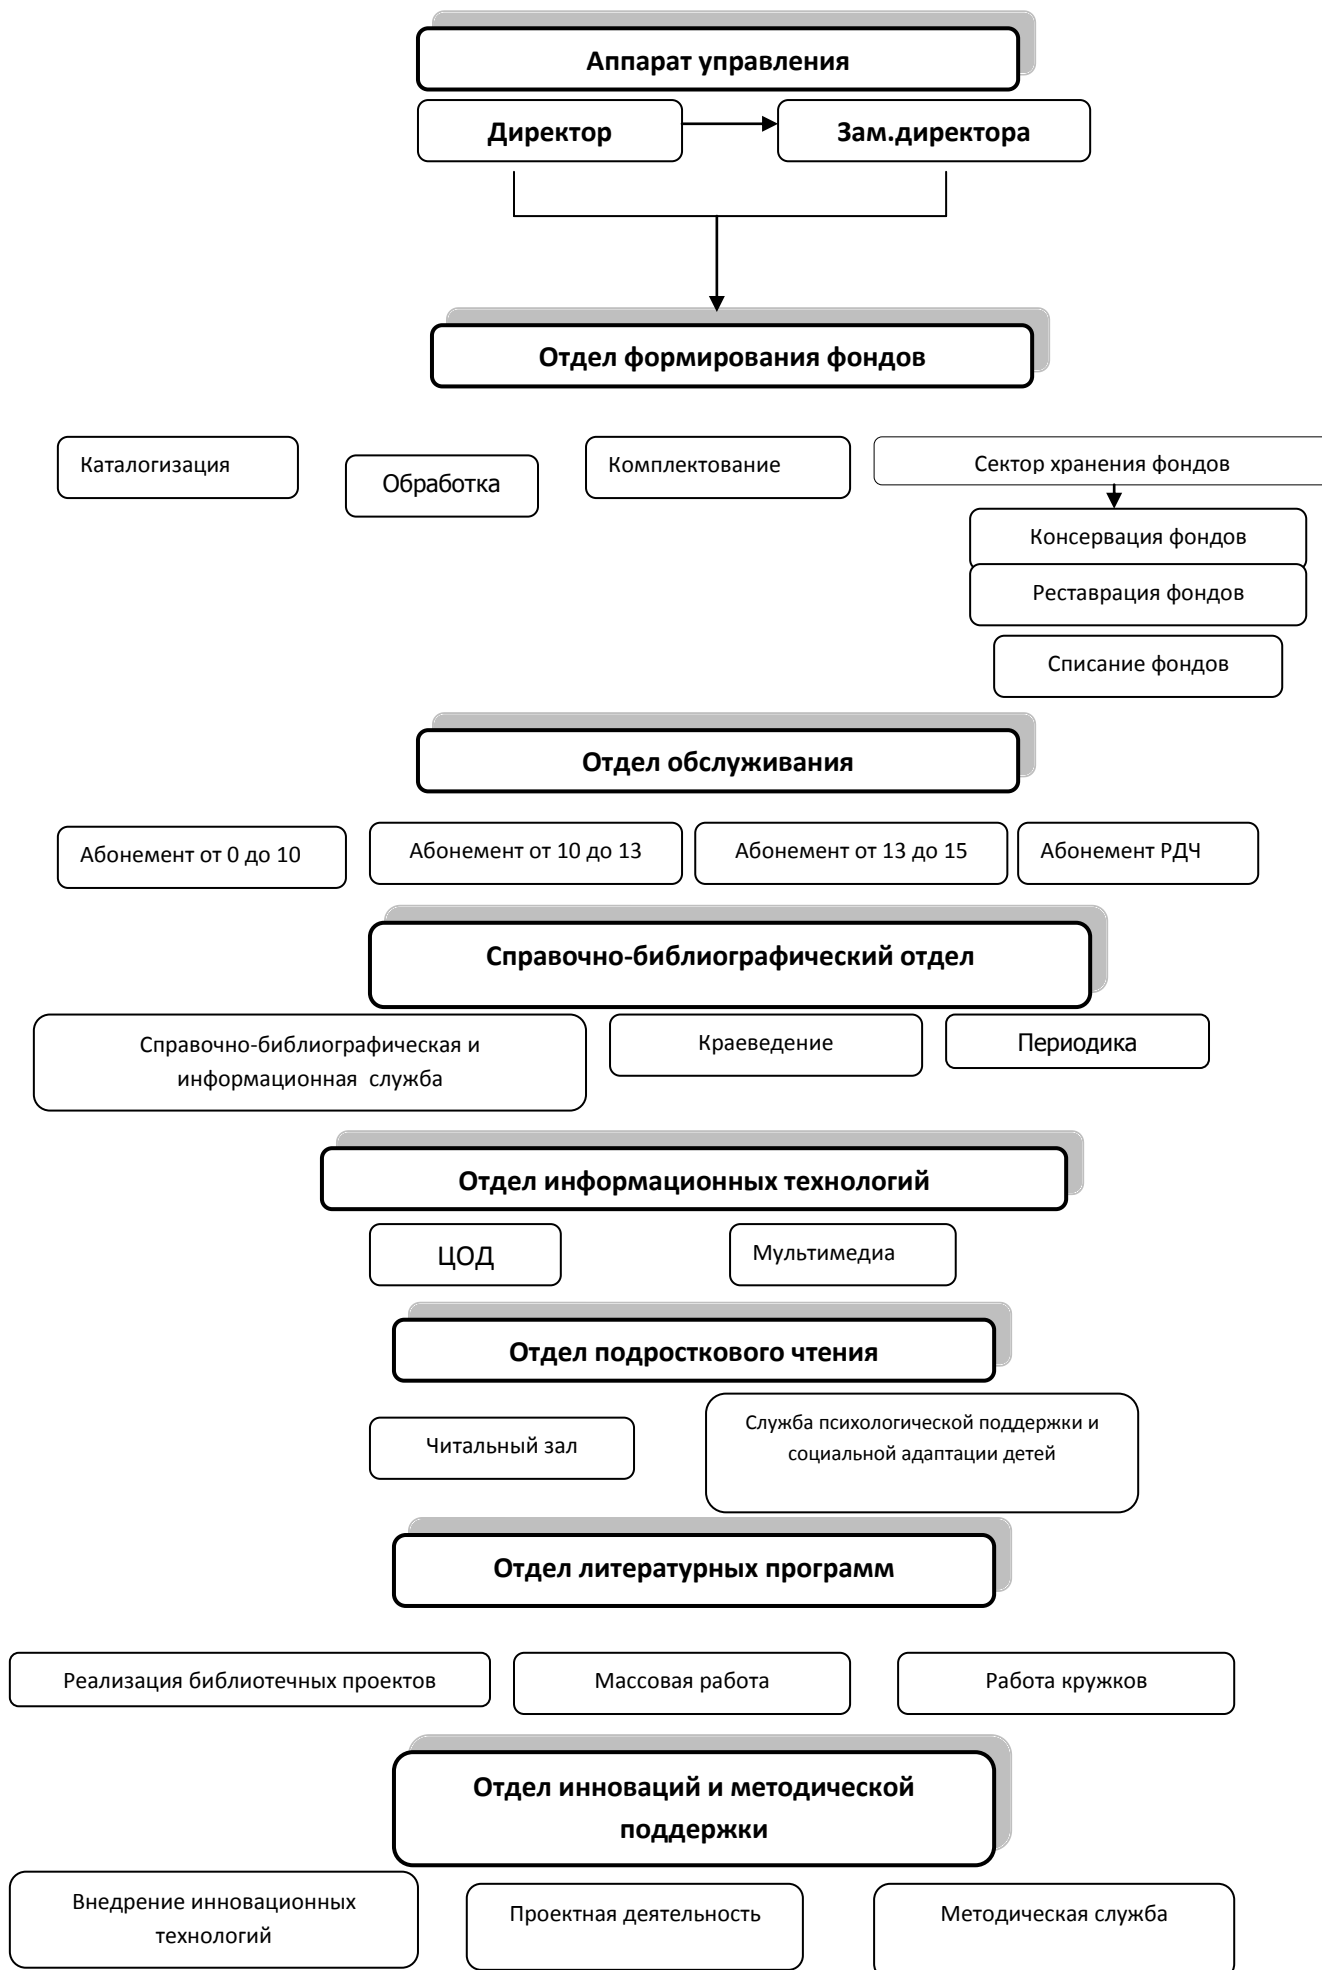 Аппарат управления
Директор
Зам.директора
Отдел формирования фондов
Каталогизация
Обработка
Комплектование
Сектор хранения фондов
Консервация фондов
Реставрация фондов
Списание фондов
Отдел обслуживания
Абонемент от 0 до 10
Абонемент от 10 до 13
Абонемент от 13 до 15
Абонемент РДЧ
Справочно-библиографический отдел
Справочно-библиографическая и
информационная служба
Краеведение
Периодика
Отдел информационных технологий
ЦОД
Мультимедиа
Отдел подросткового чтения
Читальный зал
Служба психологической поддержки и
социальной адаптации детей
Отдел литературных программ
Реализация библиотечных проектов
Массовая работа
Работа кружков
Отдел инноваций и методической
поддержки
Внедрение инновационных
технологий
Проектная деятельность
Методическая служба